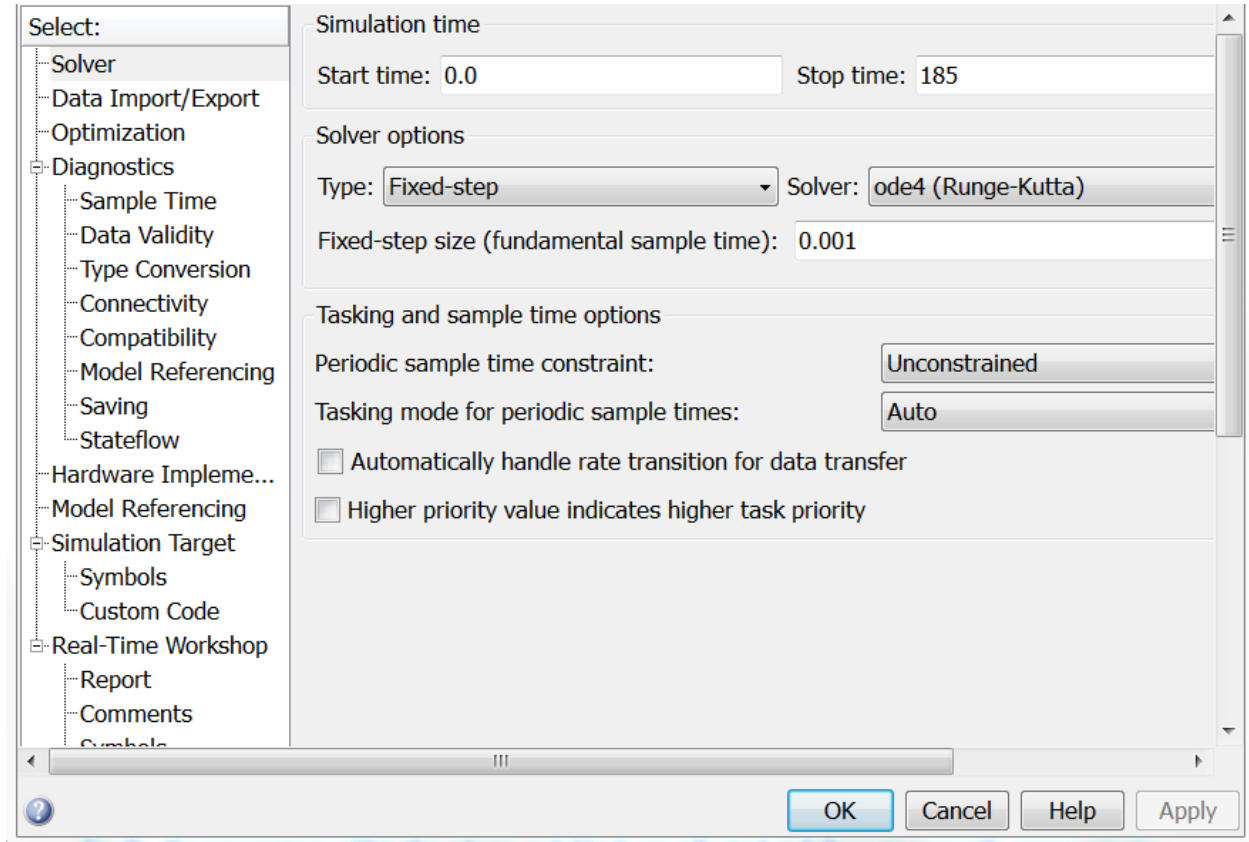 Select:
Solver
Data Import/Export
Optimization
Diagnostics
Sample Time
Data Validity
Type Conversion
Connectivity
Compatibility
Model Referencing
Saving
Stateflow
Hardware Impleme...
Model Referencing
Simulation Target
Symbols
Custom Code
Real-Time Workshop
Report
Comments
Symbols
Simulation time
Start time: 0.0 Stop time: 185
Solver options
Type: Fixed-step Solver: ode4 (Runge-Kutta)
Fixed-step size (fundamental sample time): 0.001
Tasking and sample time options
Periodic sample time constraint: Unconstrained
Tasking mode for periodic sample times: Auto
Automatically handle rate transition for data transfer
Higher priority value indicates higher task priority
OK Cancel Help Apply